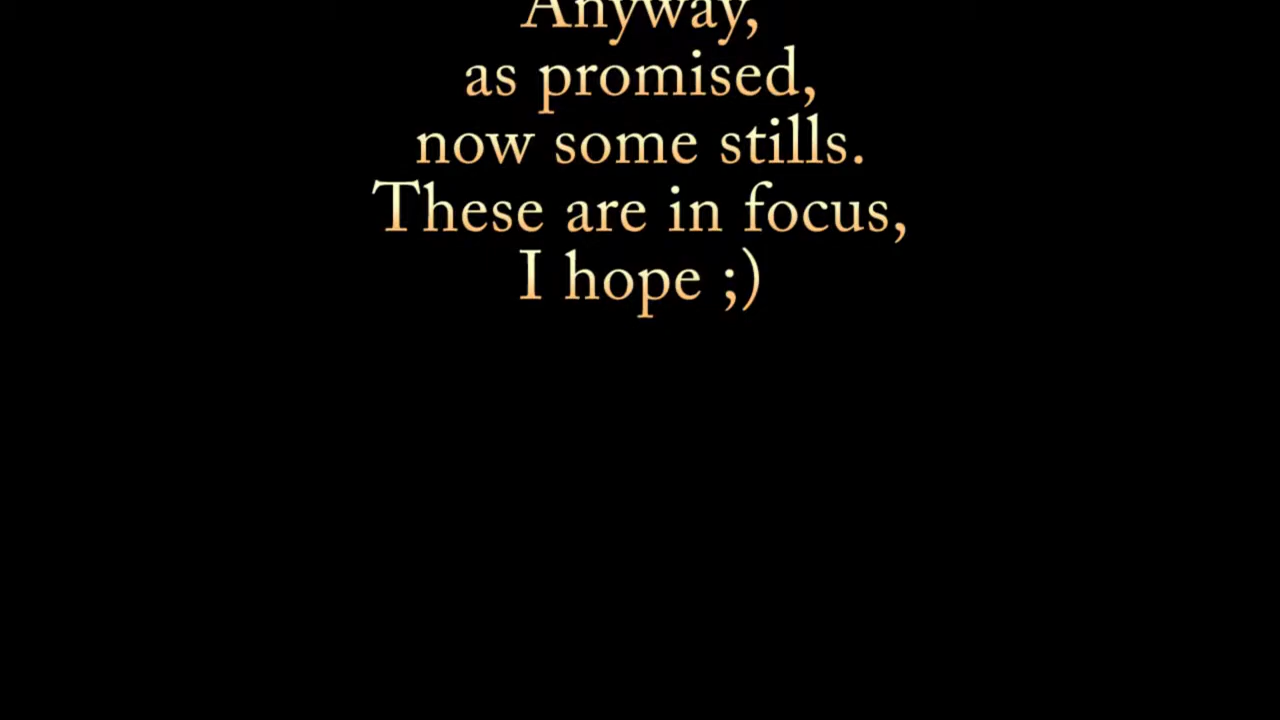 Anyway,
as promised,
now some stills.
These are in focus,
I hope ;)